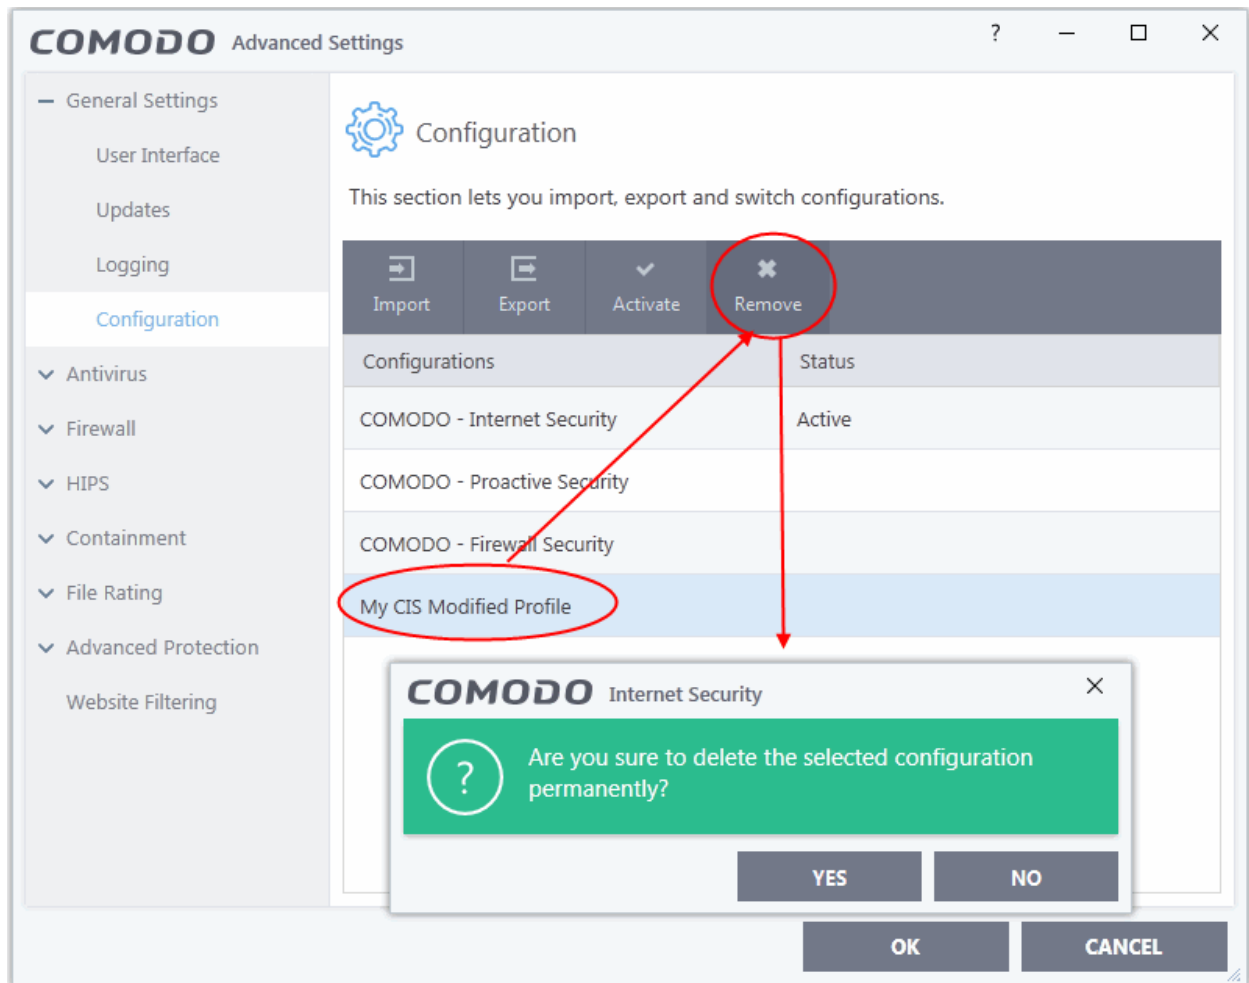 COMODO Advanced Settings ?
General Settings
User Interface
Updates
Logging
Configuration
Antivirus
Firewall
HIPS
Containment
File Rating
Advanced Protection
Website Filtering
Configuration
This section lets you import, export and switch configurations.
Import Export Activate Remove
Configurations Status
COMODO - Internet Security Active
COMODO - Proactive Security
COMODO - Firewall Security
My CIS Modified Profile
COMODO Internet Security
?
Are you sure to delete the selected configuration
permanently?
YES NO
OK CANCEL